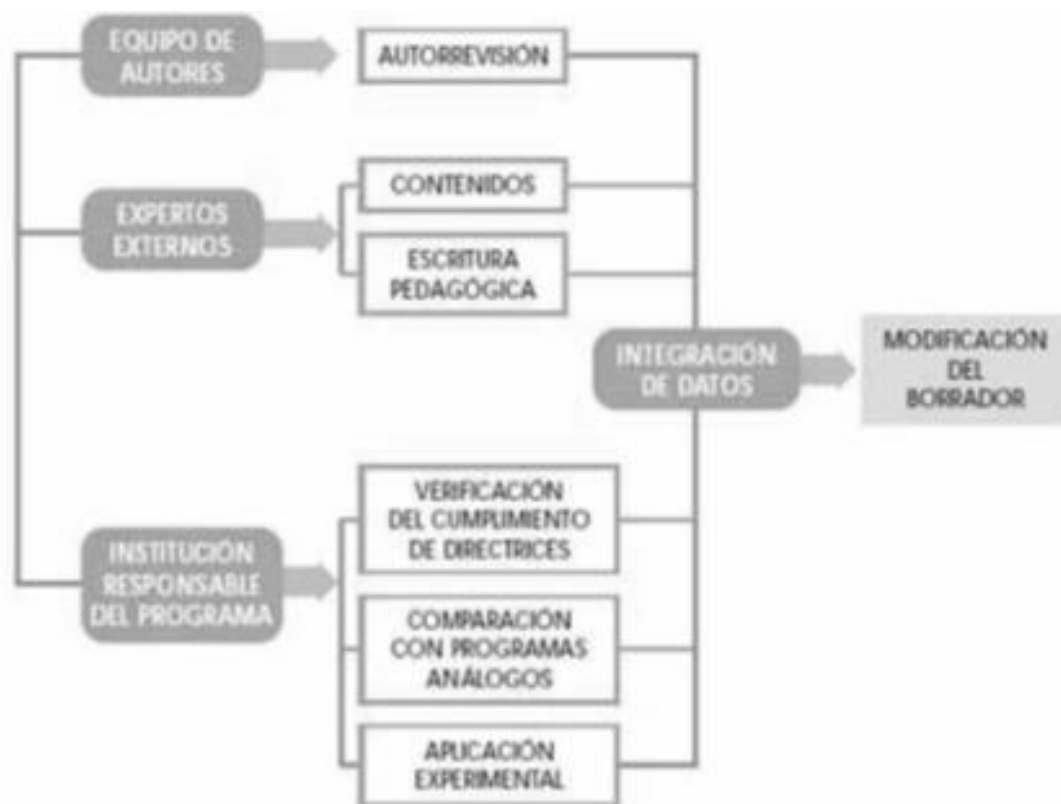 EQUIPO DE
AUTORES
AUTORREVISIÓN
CONTENIDOS
EXPERTOS
EXTERNOS
ESCRITURA
PEDAGÓGICA
INTEGRACIÓN
DE DATOS
MODIFICACIÓN
DEL
BORRADOR
VERIFICACIÓN
DEL CUMPLIMIENTO
DE DIRECTRICES
INSTITUCIÓN
RESPONSABLE
DEL PROGRAMA
COMPARACIÓN
CON PROGRAMAS
ANÁLOGOS
APLICACIÓN
EXPERIMENTAL